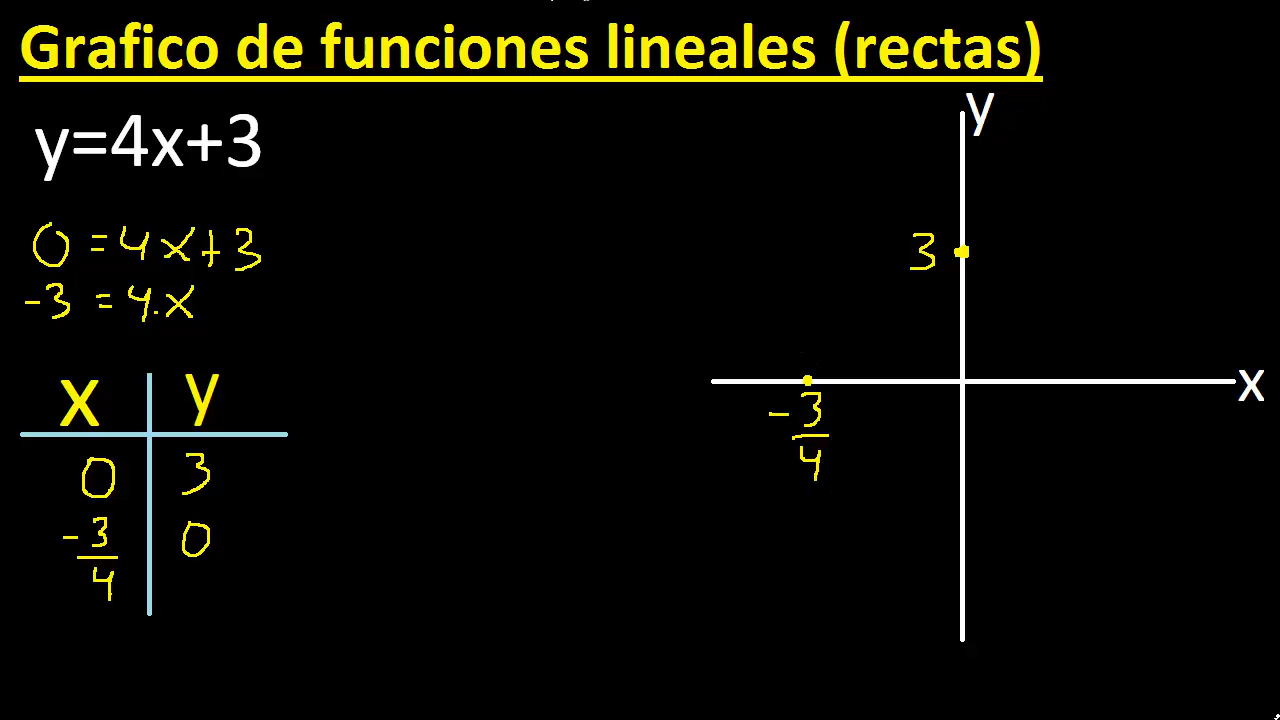 Grafico de funciones lineales (rectas)
y=4x+3
0 = 4x+3
-3 = 4.x
x y
0 3
-3/4 0
y
3
x
-3/4